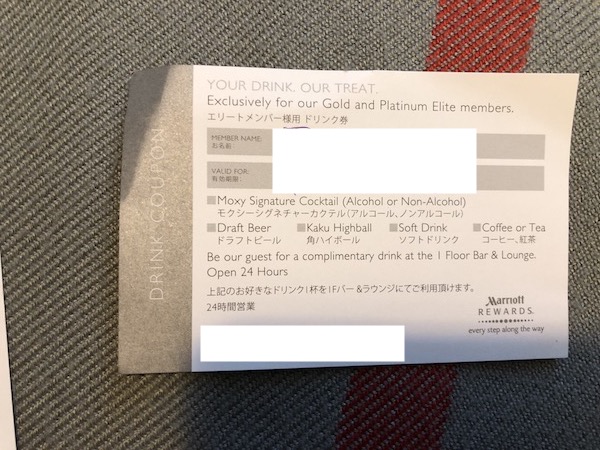 DRINK COUPON
YOUR DRINK. OUR TREAT.
Exclusively for our Gold and Platinum Elite members.
エリートメンバー様用 ドリンク券
MEMBER NAME:
お名前:
VALID FOR:
有効期限:
■Moxy Signature Cocktail (Alcohol or Non-Alcohol)
モクシーシグネチャーカクテル(アルコール、ノンアルコール)
■Draft Beer ■Kaku Highball ■Soft Drink ■Coffee or Tea
ドラフトビール 角ハイボール ソフトドリンク コーヒー、紅茶
Be our guest for a complimentary drink at the 1 Floor Bar & Lounge.
Open 24 Hours
上記のお好きなドリンク1杯を1Fバー &ラウンジにてご利用頂けます。
24時間営業
Marriott
REWARDS.
every step along the way